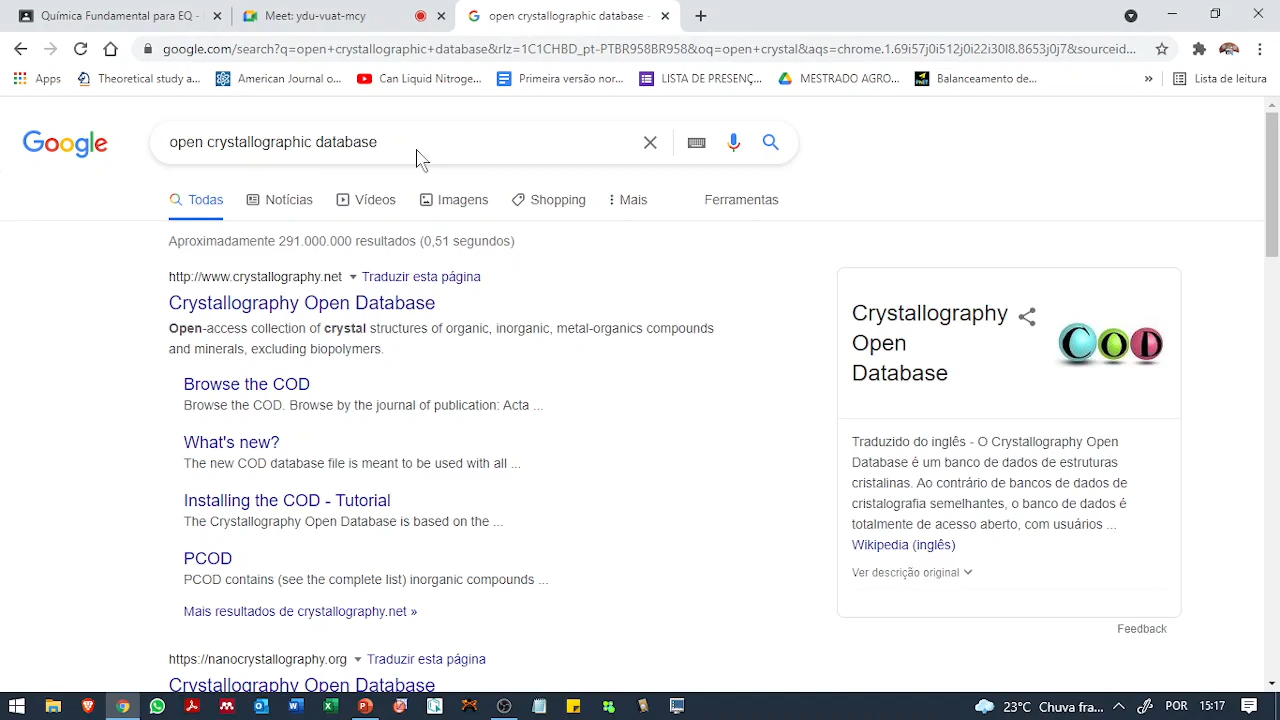 Química Fundamental para EQ -
Meet: ydu-vuat-mcy
open crystallographic database -
google.com/search?q=open+crystallographic+database&rlz=1C1CHBD_pt-PTBR958BR958&oq=open+crystal&aqs=chrome.1.69i57j0i512j0i22i30l8.8653j0j7&sourceid...
Apps
Theoretical study a...
American Journal o...
Can Liquid Nitroge...
Primeira versão nor...
LISTA DE PRESENÇ...
MESTRADO AGRO...
Balanceamento de...
»
Lista de leitura
Google
open crystallographic database
Todas
Notícias
Vídeos
Imagens
Shopping
Mais
Ferramentas
Aproximadamente 291.000.000 resultados (0,51 segundos)
http://www.crystallography.net Traduzir esta página
Crystallography Open Database
Open-access collection of crystal structures of organic, inorganic, metal-organics compounds
and minerals, excluding biopolymers.
Browse the COD
Browse the COD. Browse by the journal of publication: Acta ...
What's new?
The new COD database file is meant to be used with all ...
Installing the COD - Tutorial
The Crystallography Open Database is based on the ...
PCOD
PCOD contains (see the complete list) inorganic compounds ...
Mais resultados de crystallography.net »
https://nanocrystallography.org Traduzir esta página
Crystallography Open Database
Crystallography
Open
Database
COD
Traduzido do inglês - O Crystallography Open
Database é um banco de dados de estruturas
cristalinas. Ao contrário de bancos de dados de
cristalografia semelhantes, o banco de dados é
totalmente de acesso aberto, com usuários ...
Wikipedia (inglês)
Ver descrição original
Feedback
23°C Chuva fra...
POR
15:17